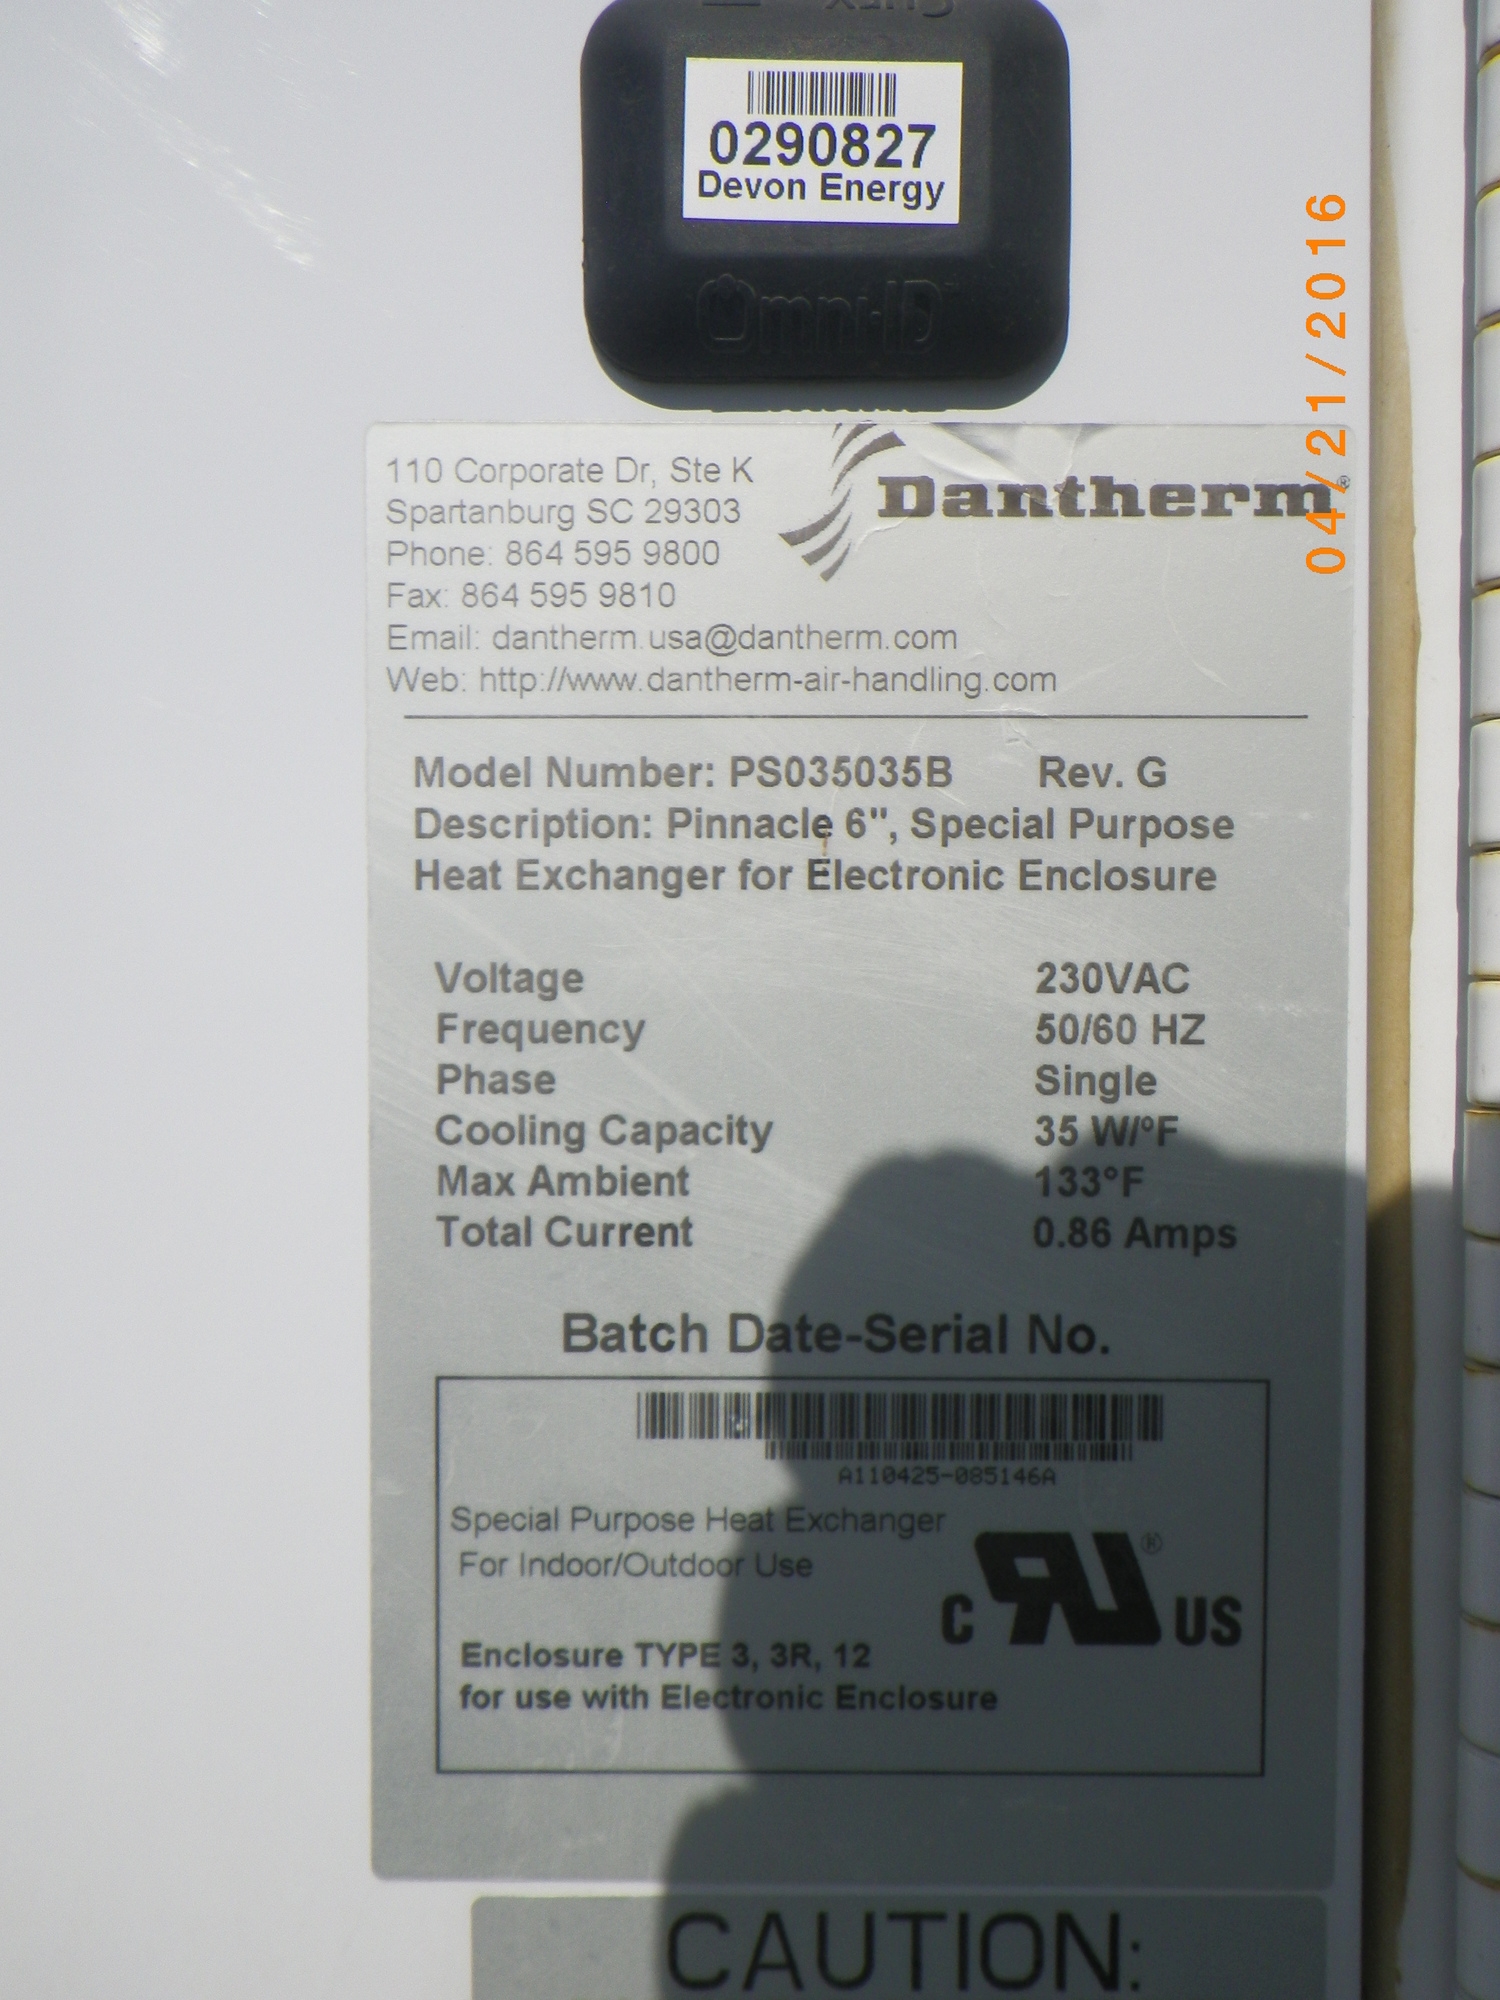 0290827
Devon Energy
Omni-ID
04/21/2016
110 Corporate Dr, Ste K
Spartanburg SC 29303
Phone: 864 595 9800
Fax: 864 595 9810
Email: dantherm.usa@dantherm.com
Web: http://www.dantherm-air-handling.com
Dantherm®
Model Number: PS035035B Rev. G
Description: Pinnacle 6", Special Purpose
Heat Exchanger for Electronic Enclosure
Voltage 230VAC
Frequency 50/60 HZ
Phase Single
Cooling Capacity 35 W/°F
Max Ambient 133°F
Total Current 0.86 Amps
Batch Date-Serial No.
A110425-085146A
Special Purpose Heat Exchanger
For Indoor/Outdoor Use
C RU® US
Enclosure TYPE 3, 3R, 12
for use with Electronic Enclosure
CAUTION: